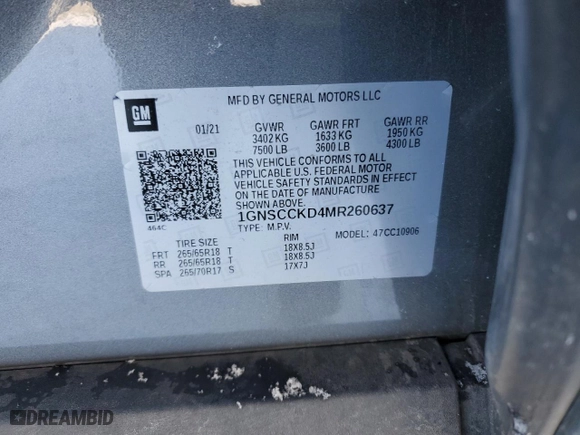 GM
MFD BY GENERAL MOTORS LLC
01/21 GVWR GAWR FRT GAWR RR
3402 KG 1633 KG 1950 KG
7500 LB 3600 LB 4300 LB
THIS VEHICLE CONFORMS TO ALL
APPLICABLE U.S. FEDERAL MOTOR
VEHICLE SAFETY STANDARDS IN EFFECT
ON THE DATE OF MANUFACTURE
SHOWN ABOVE.
1GNSCCKD4MR260637
464C TYPE: M.P.V. MODEL: 47CC10906
TIRE SIZE RIM
FRT 265/65R18 T 18X8.5J
RR 265/65R18 T 18X8.5J
SPA 265/70R17 S 17X7J
DREAMBID